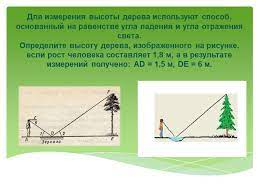 Для измерения высоты дерева используют способ,
основанный на равенстве угла падения и угла отражения
света.
Определите высоту дерева, изображенного на рисунке,
если рост человека составляет 1,8 м, а в результате
измерений получено: AD = 1,5 м, DE = 6 м.
Зеркало